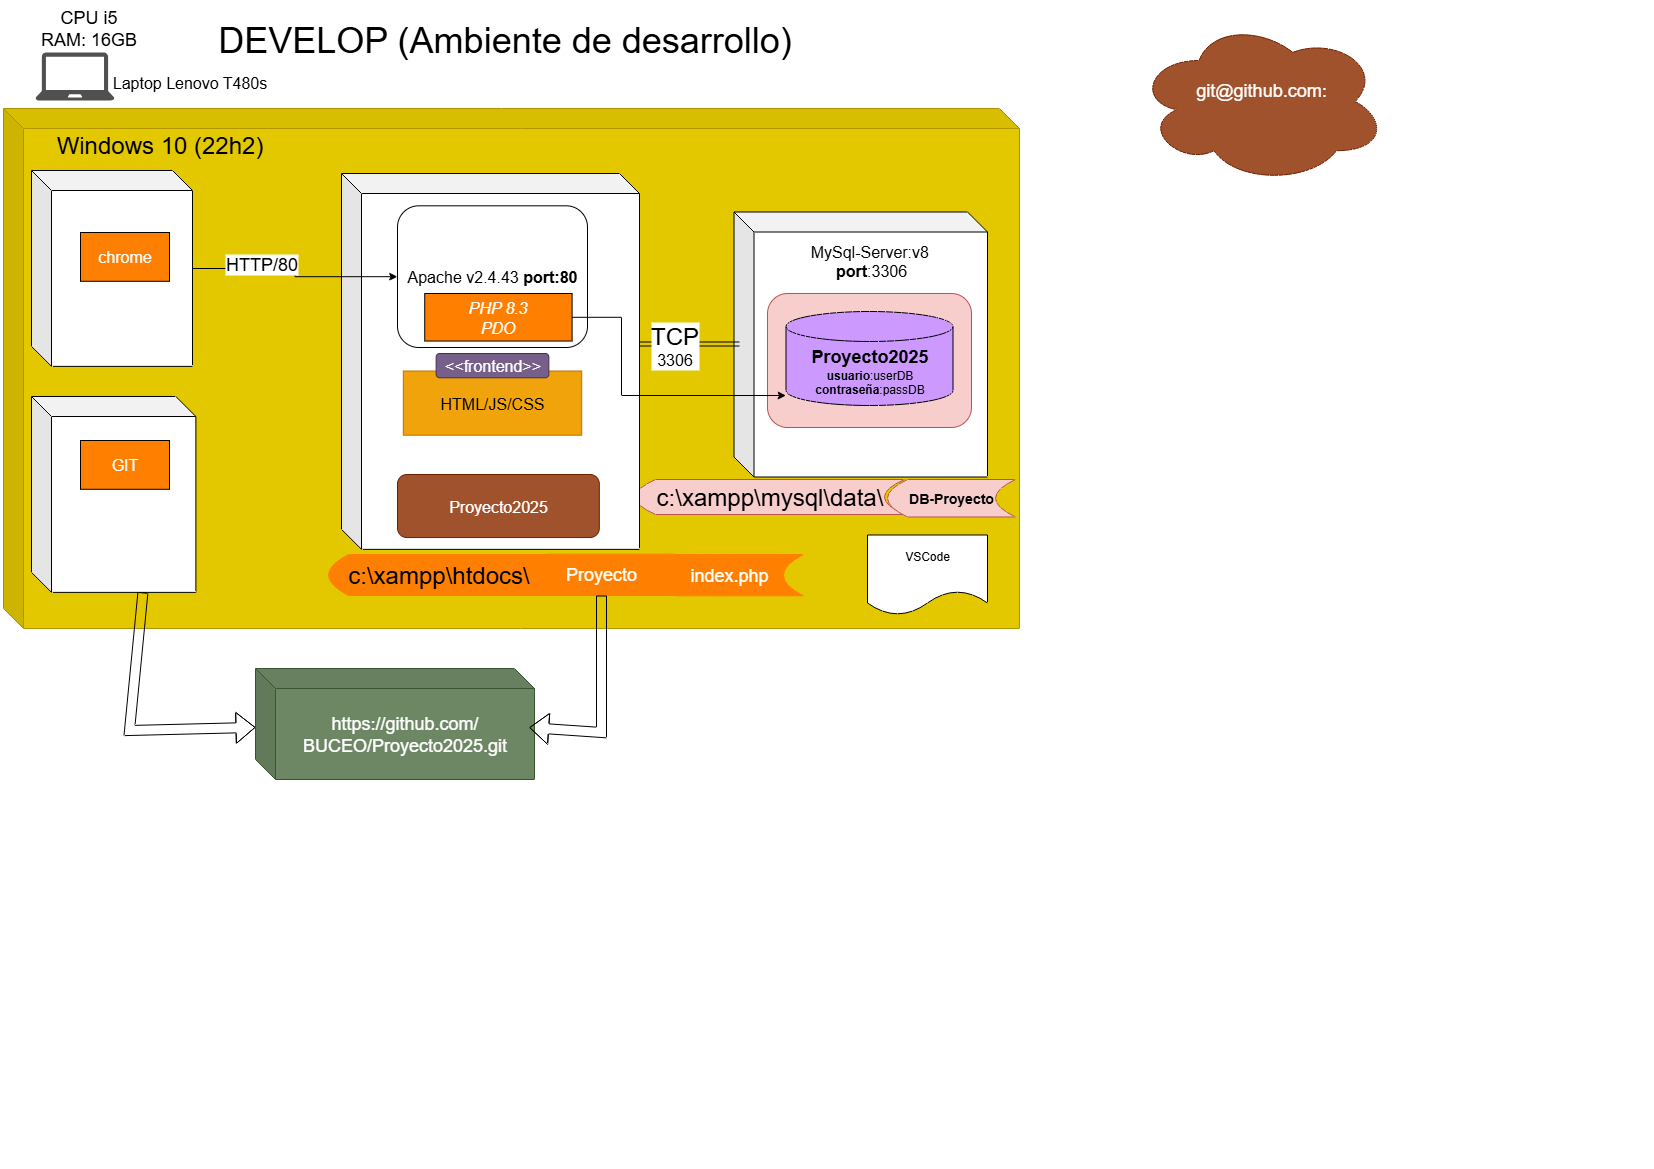 CPU i5
RAM: 16GB
DEVELOP (Ambiente de desarrollo)
Laptop Lenovo T480s
git@github.com:
Windows 10 (22h2)
chrome
HTTP/80
Apache v2.4.43 port:80
PHP 8.3
PDO
<<frontend>>
HTML/JS/CSS
Proyecto2025
TCP
3306
MySql-Server:v8
port:3306
Proyecto2025
usuario:userDB
contraseña:passDB
GIT
c:\xampp\mysql\data\
DB-Proyecto
VSCode
c:\xampp\htdocs\
Proyecto
index.php
https://github.com/
BUCEO/Proyecto2025.git